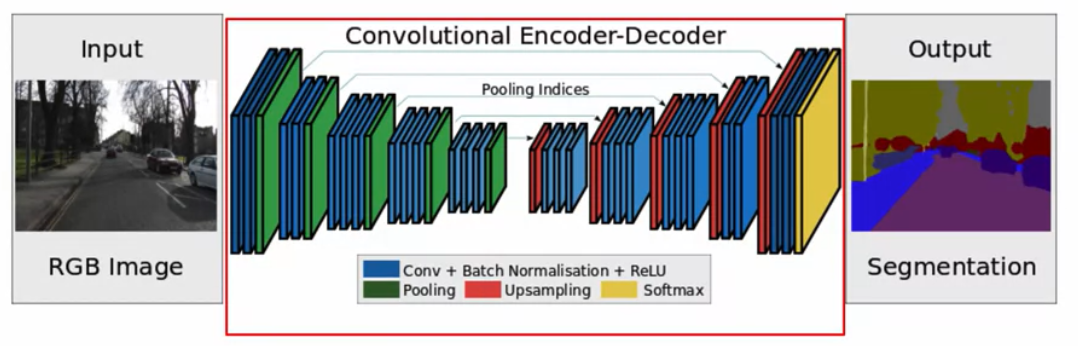 Input
RGB Image
Convolutional Encoder-Decoder
Pooling Indices
Conv + Batch Normalisation + ReLU
Pooling
Upsampling
Softmax
Output
Segmentation